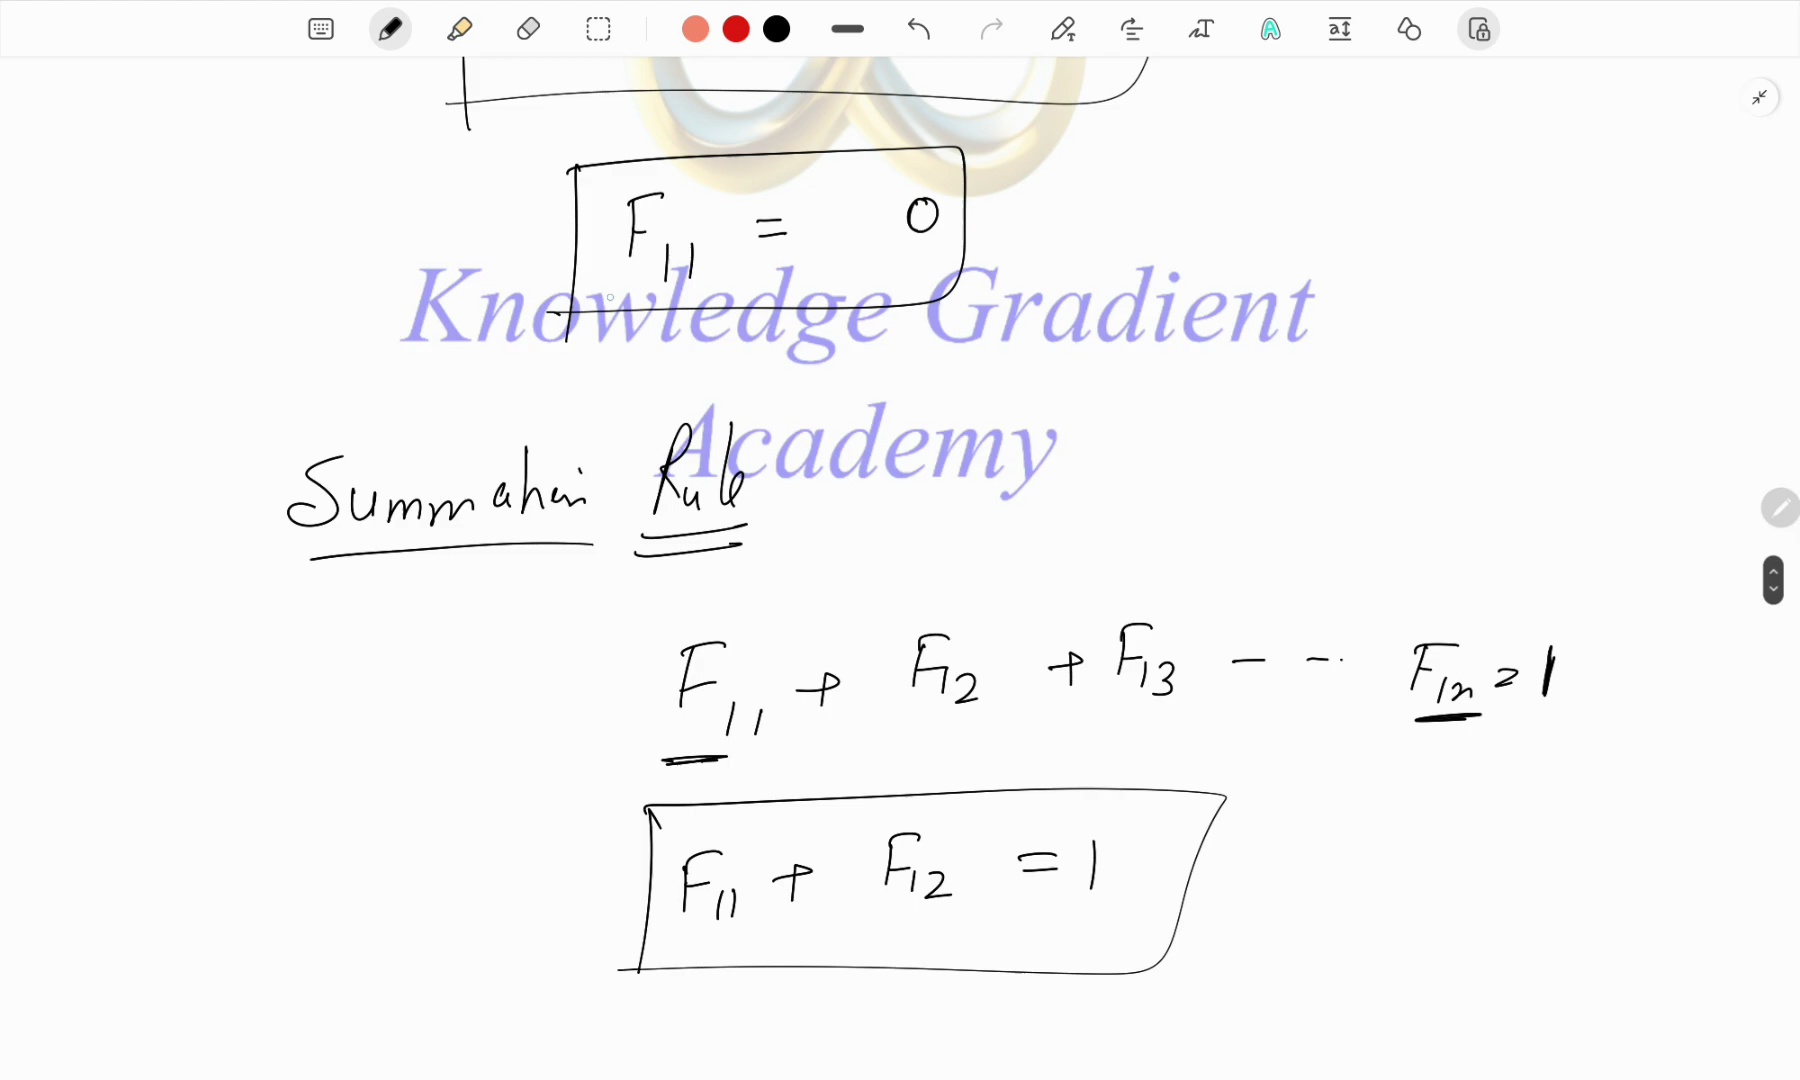 F₁₁ = 0
Knowledge Gradient
Academy
Summation Rule
F₁₁ + F₁₂ + F₁₃ - - - F₁ₙ = 1
F₁₁ + F₁₂ = 1